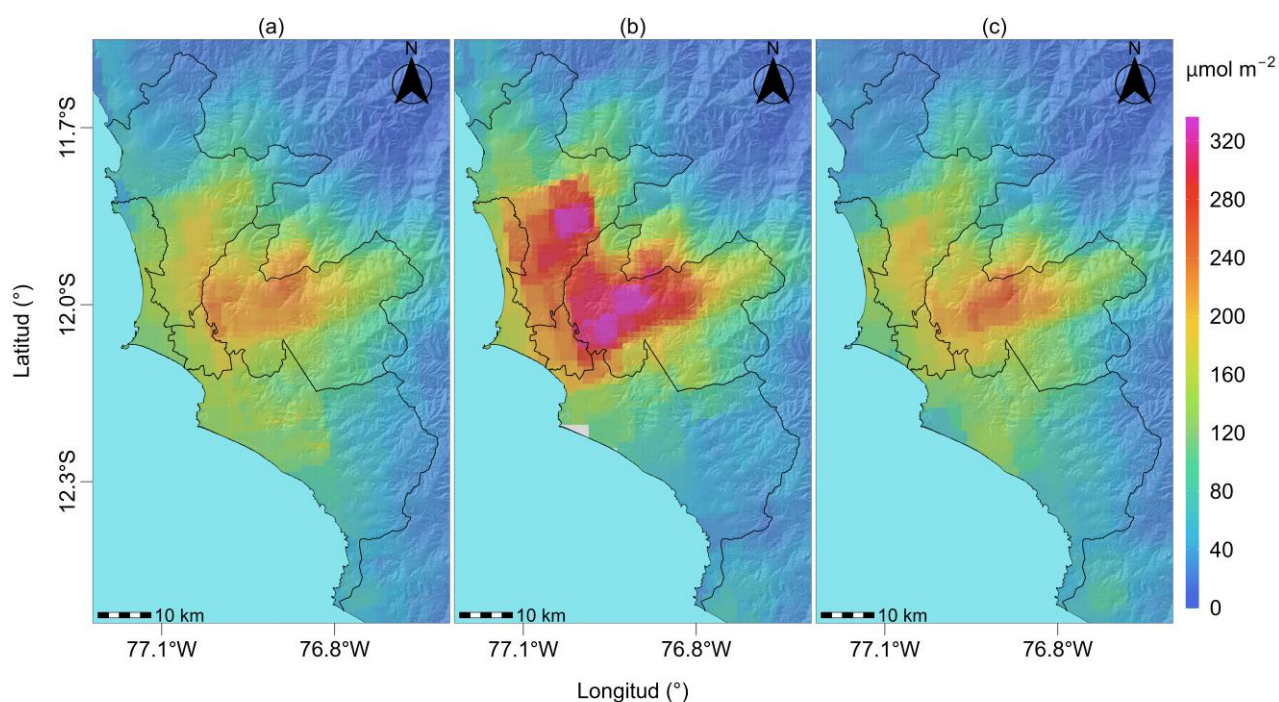 (a)
(b)
(c)
N
N
N
µmol m⁻²
320
280
240
200
160
120
80
40
0
Latitud (°)
11.7°S
12.0°S
12.3°S
10 km
10 km
10 km
77.1°W
76.8°W
77.1°W
76.8°W
77.1°W
76.8°W
Longitud (°)